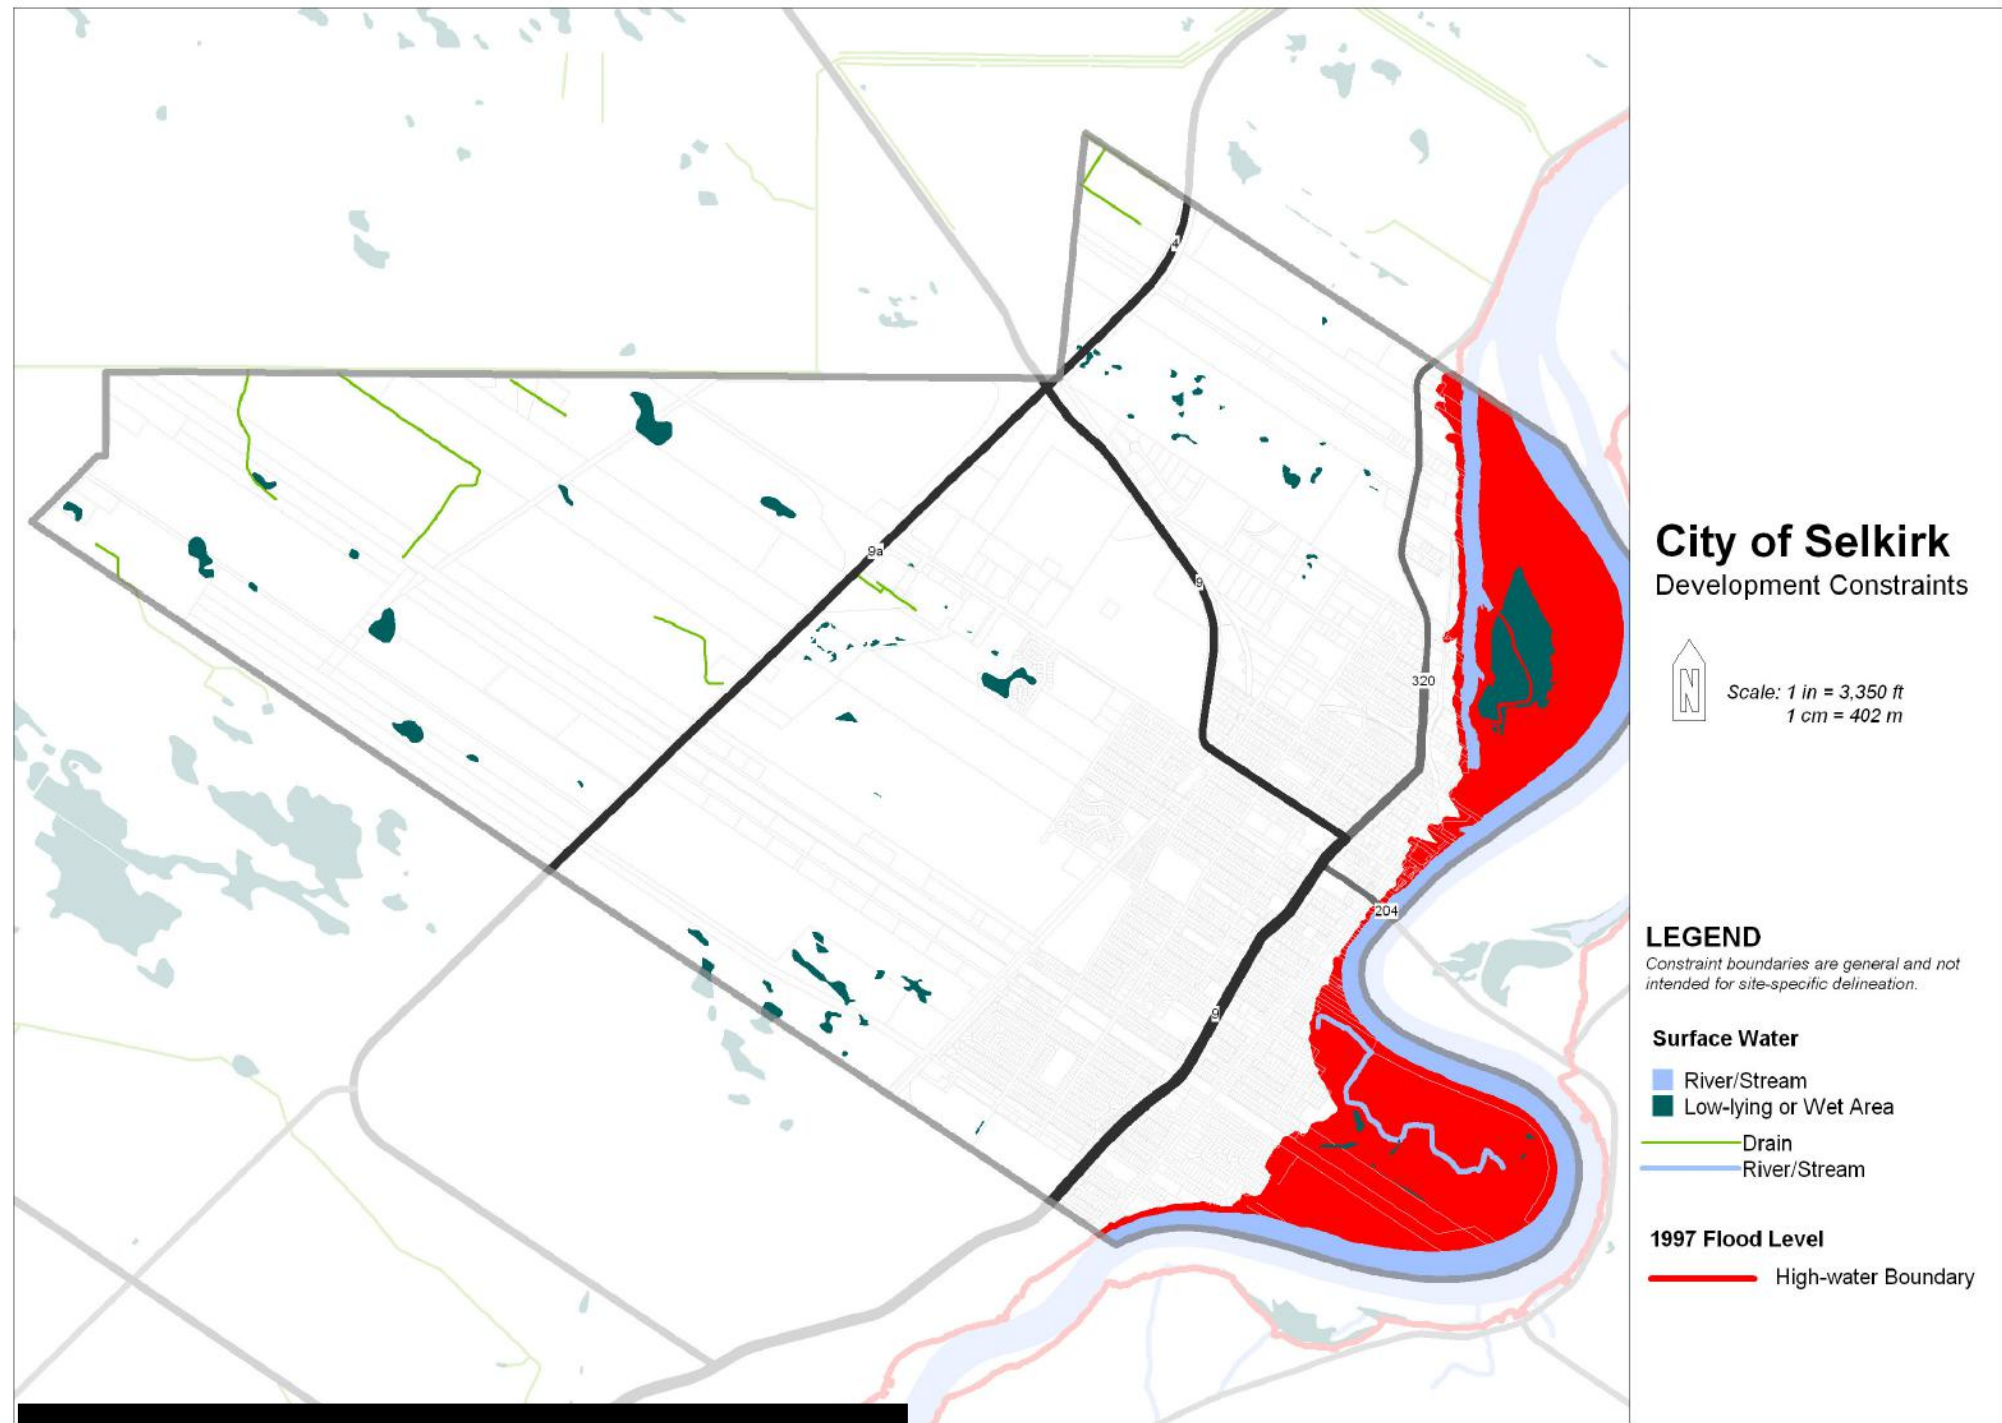 4
9a
9
320
204
9
City of Selkirk
Development Constraints
N
Scale: 1 in = 3,350 ft
1 cm = 402 m
LEGEND
Constraint boundaries are general and not
intended for site-specific delineation.
Surface Water
River/Stream
Low-lying or Wet Area
Drain
River/Stream
1997 Flood Level
High-water Boundary